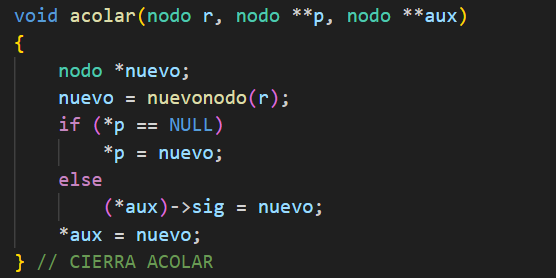 void acolar(nodo r, nodo **p, nodo **aux)
{
    nodo *nuevo;
    nuevo = nuevonodo(r);
    if (*p == NULL)
        *p = nuevo;
    else
        (*aux)->sig = nuevo;
    *aux = nuevo;
} // CIERRA ACOLAR